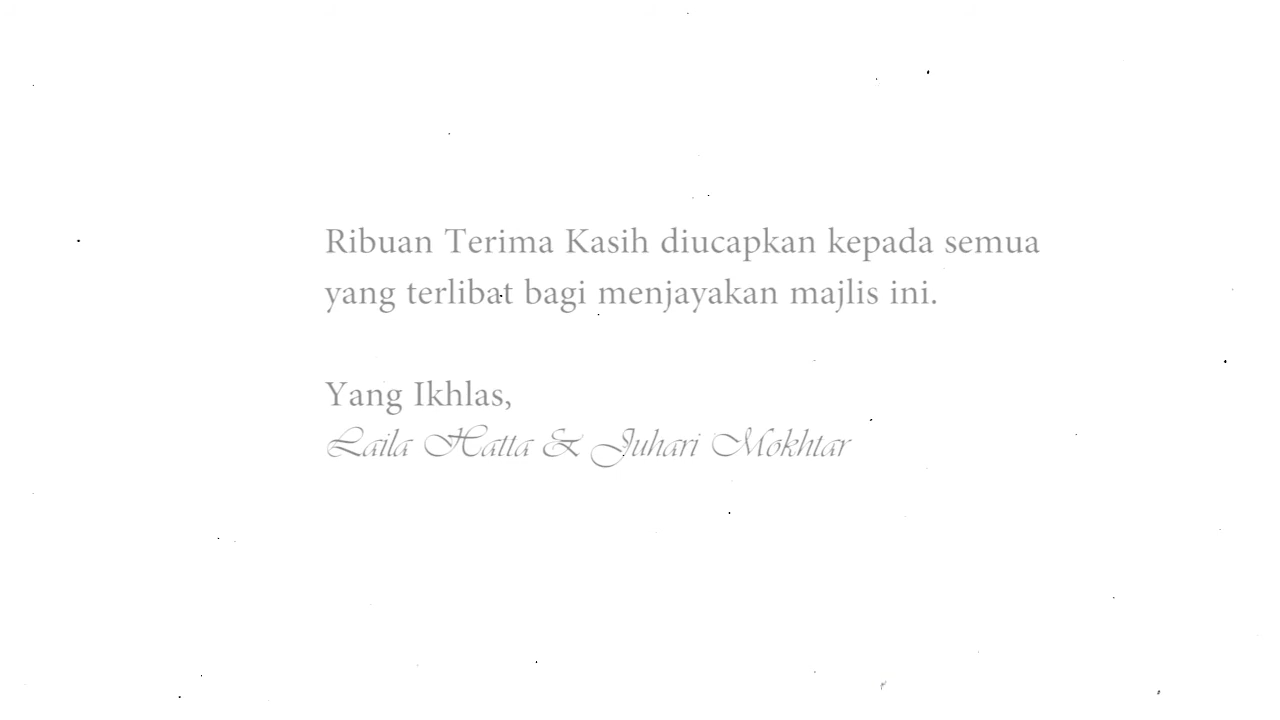 Ribuan Terima Kasih diucapkan kepada semua
yang terlibat bagi menjayakan majlis ini.
Yang Ikhlas,
Laila Hatta & Juhari Mokhtar